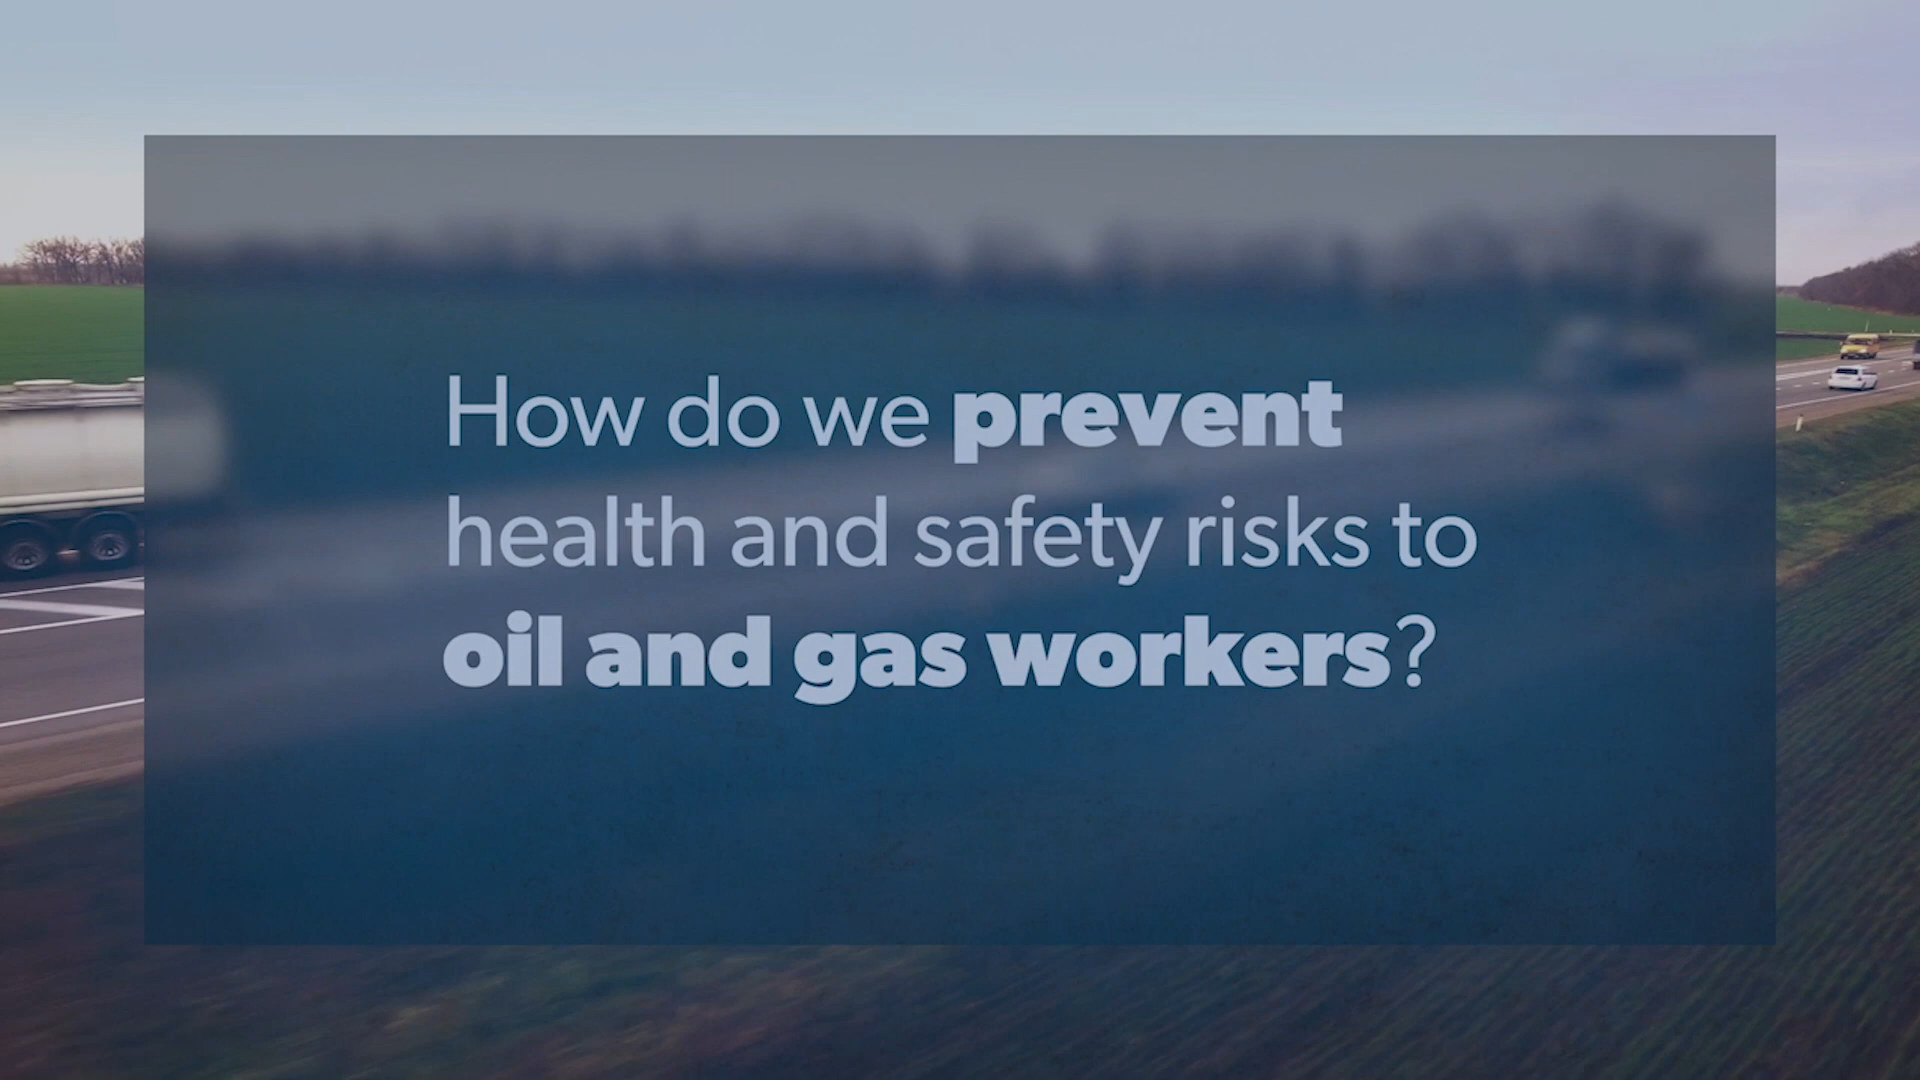 How do we prevent
health and safety risks to
oil and gas workers?